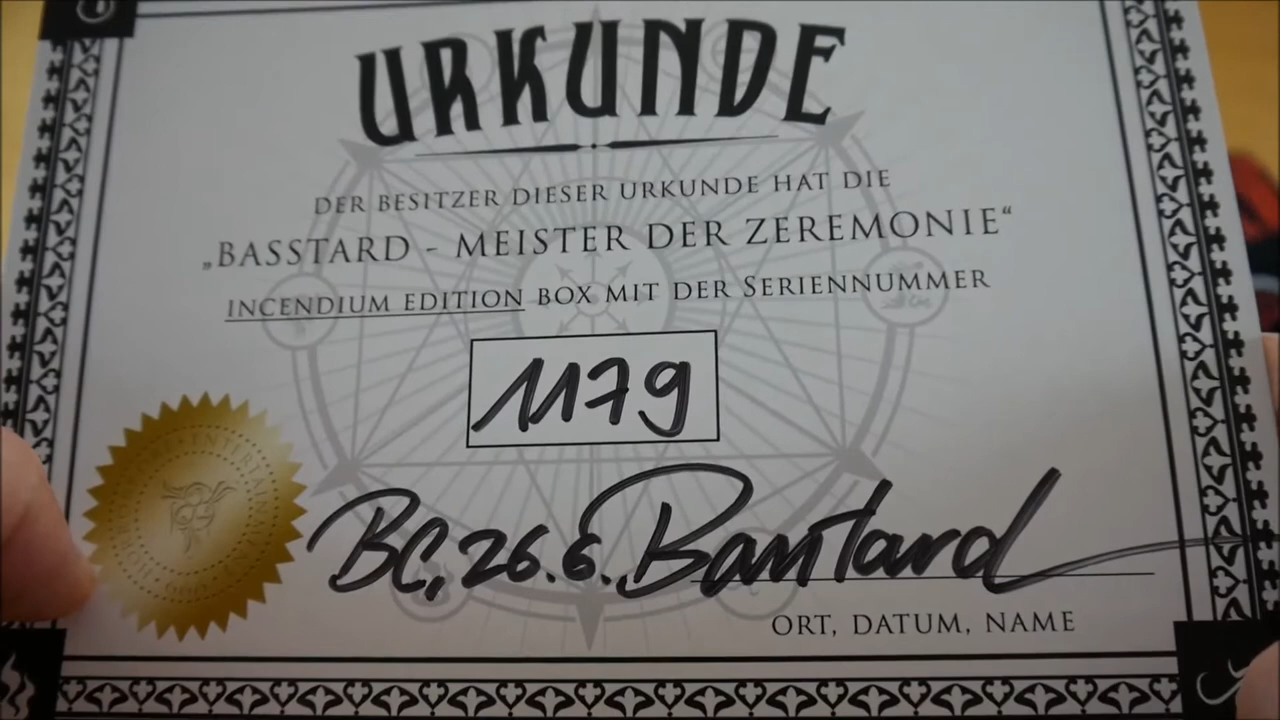 URKUNDE
DER BESITZER DIESER URKUNDE HAT DIE
„BASSTARD - MEISTER DER ZEREMONIE“
INCENDIUM EDITION BOX MIT DER SERIENNUMMER
1179
BC, 26.6., Basstard
ORT, DATUM, NAME